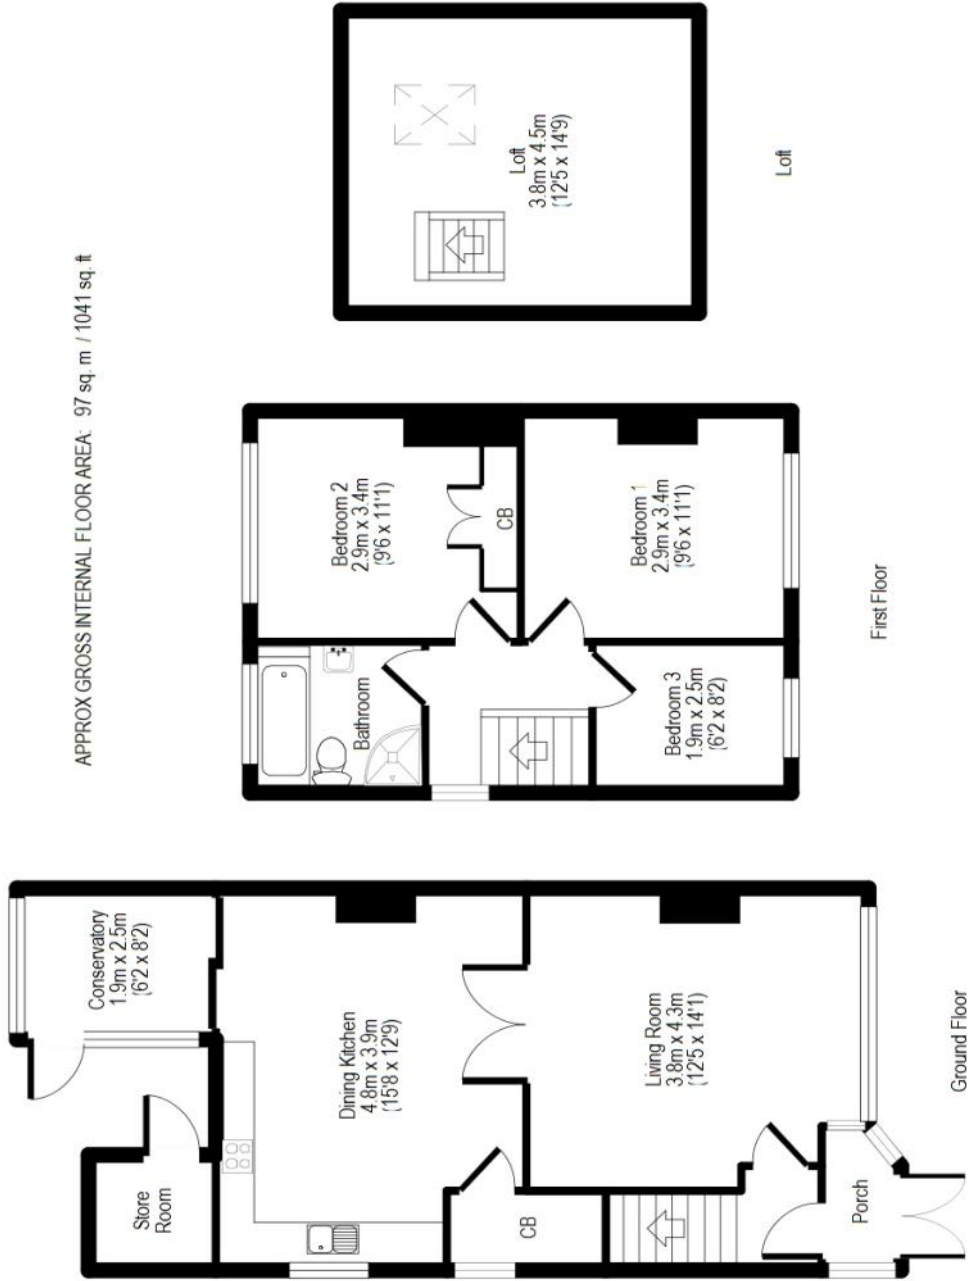 APPROX GROSS INTERNAL FLOOR AREA: 97 sq. m / 1041 sq. ft
Conservatory
1.9m x 2.5m
(6'2 x 8'2)
Store
Room
Dining Kitchen
4.8m x 3.9m
(15'8 x 12'9)
CB
Living Room
3.8m x 4.3m
(12'5 x 14'1)
Porch
Ground Floor
Bedroom 2
2.9m x 3.4m
(9'6 x 11'1)
CB
Bathroom
Bedroom 1
2.9m x 3.4m
(9'6 x 11'1)
Bedroom 3
1.9m x 2.5m
(6'2 x 8'2)
First Floor
Loft
3.8m x 4.5m
(12'5 x 14'9)
Loft